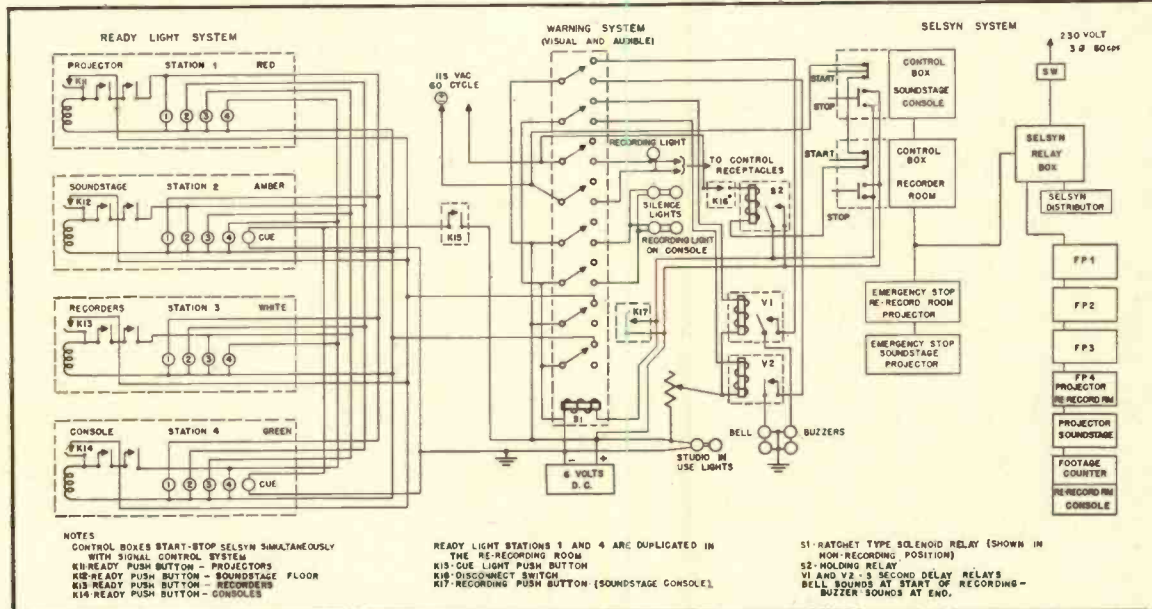 READY LIGHT SYSTEM
WARNING SYSTEM
(VISUAL AND AUDIBLE)
SELSYN SYSTEM
PROJECTOR STATION 1 RED
K11
1 2 3 4
SOUNDSTAGE STATION 2 AMBER
K12
1 2 3 4 CUE
RECORDERS STATION 3 WHITE
K13
1 2 3 4
CONSOLE STATION 4 GREEN
K14
1 2 3 4 CUE
115 VAC
60 CYCLE
K15
RECORDING LIGHT
TO CONTROL
RECEPTACLES
K16
S2
SILENCE
LIGHTS
RECORDING LIGHT
ON CONSOLE
K17
V1
V2
S1
- +
6 VOLTS
D.C.
STUDIO IN
USE LIGHTS
BELL
BUZZERS
START
STOP
CONTROL
BOX
SOUNDSTAGE
CONSOLE
START
STOP
CONTROL
BOX
RECORDER
ROOM
EMERGENCY STOP
RE-RECORD ROOM
PROJECTOR
EMERGENCY STOP
SOUNDSTAGE
PROJECTOR
230 VOLT
3 Ø 60 CPS
SW
SELSYN
RELAY
BOX
SELSYN
DISTRIBUTOR
FP1
FP2
FP3
FP4
PROJECTOR
RE-RECORD RM
PROJECTOR
SOUNDSTAGE
FOOTAGE
COUNTER
RE-RECORD RM
CONSOLE
NOTES
CONTROL BOXES START-STOP SELSYN SIMULTANEOUSLY
WITH SIGNAL CONTROL SYSTEM
K11-READY PUSH BUTTON - PROJECTORS
K12-READY PUSH BUTTON - SOUNDSTAGE FLOOR
K13-READY PUSH BUTTON - RECORDERS
K14-READY PUSH BUTTON - CONSOLES
READY LIGHT STATIONS 1 AND 4 ARE DUPLICATED IN
THE RE-RECORDING ROOM
K15-CUE LIGHT PUSH BUTTON
K16-DISCONNECT SWITCH
K17-RECORDING PUSH BUTTON (SOUNDSTAGE CONSOLE).
S1-RATCHET TYPE SOLENOID RELAY (SHOWN IN
NON-RECORDING POSITION)
S2-HOLDING RELAY
V1 AND V2 - 5 SECOND DELAY RELAYS
BELL SOUNDS AT START OF RECORDING-
BUZZER SOUNDS AT END.